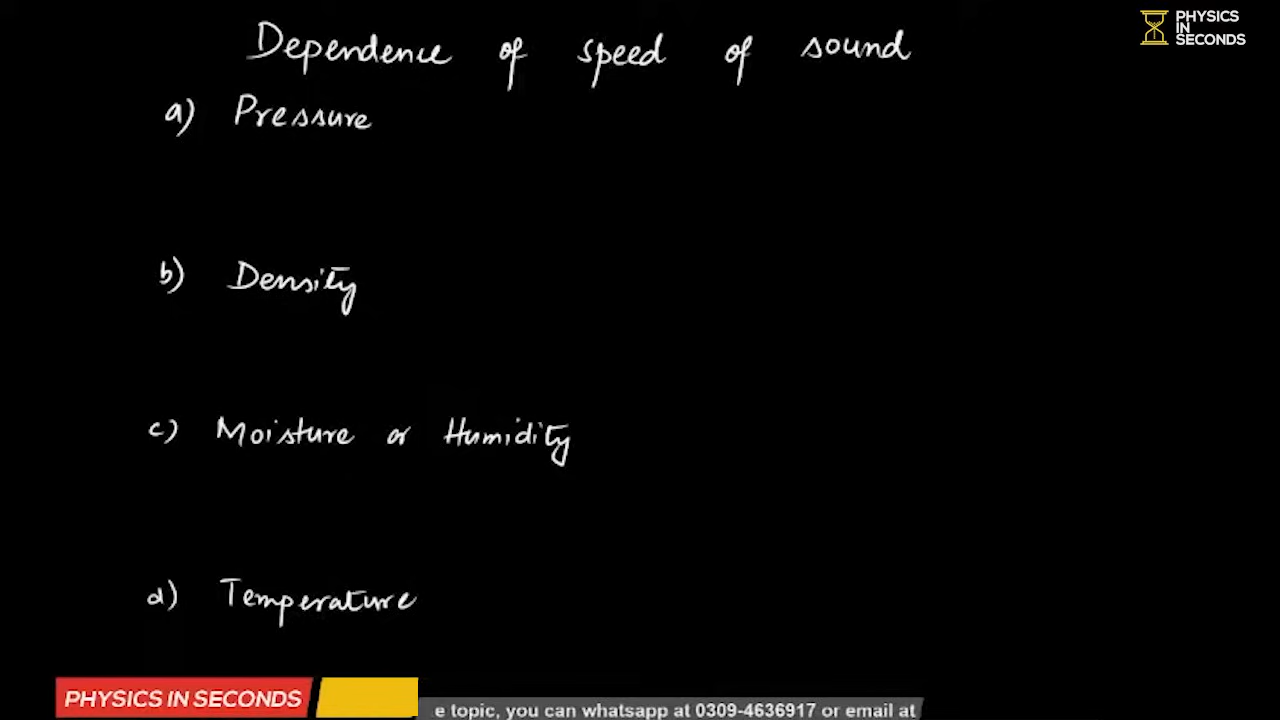 Dependence of speed of sound
PHYSICS
IN
SECONDS
a) Pressure
b) Density
c) Moisture or Humidity
d) Temperature
PHYSICS IN SECONDS
e topic, you can whatsapp at 0309-4636917 or email at